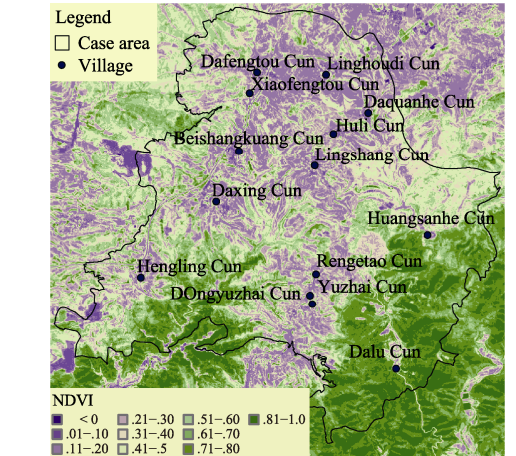 Legend
Case area
Village
Dafengtou Cun
Linghoudi Cun
Xiaofengtou Cun
Daquanhe Cun
Huli Cun
Beishangkuang Cun
Lingshang Cun
Daxing Cun
Huangsanhe Cun
Hengling Cun
Rengetao Cun
DOngyuzhai Cun
Yuzhai Cun
Dalu Cun
NDVI
< 0 .21–.30 .51–.60 .81–1.0
.01–.10 .31–.40 .61–.70
.11–.20 .41–.5 .71–.80